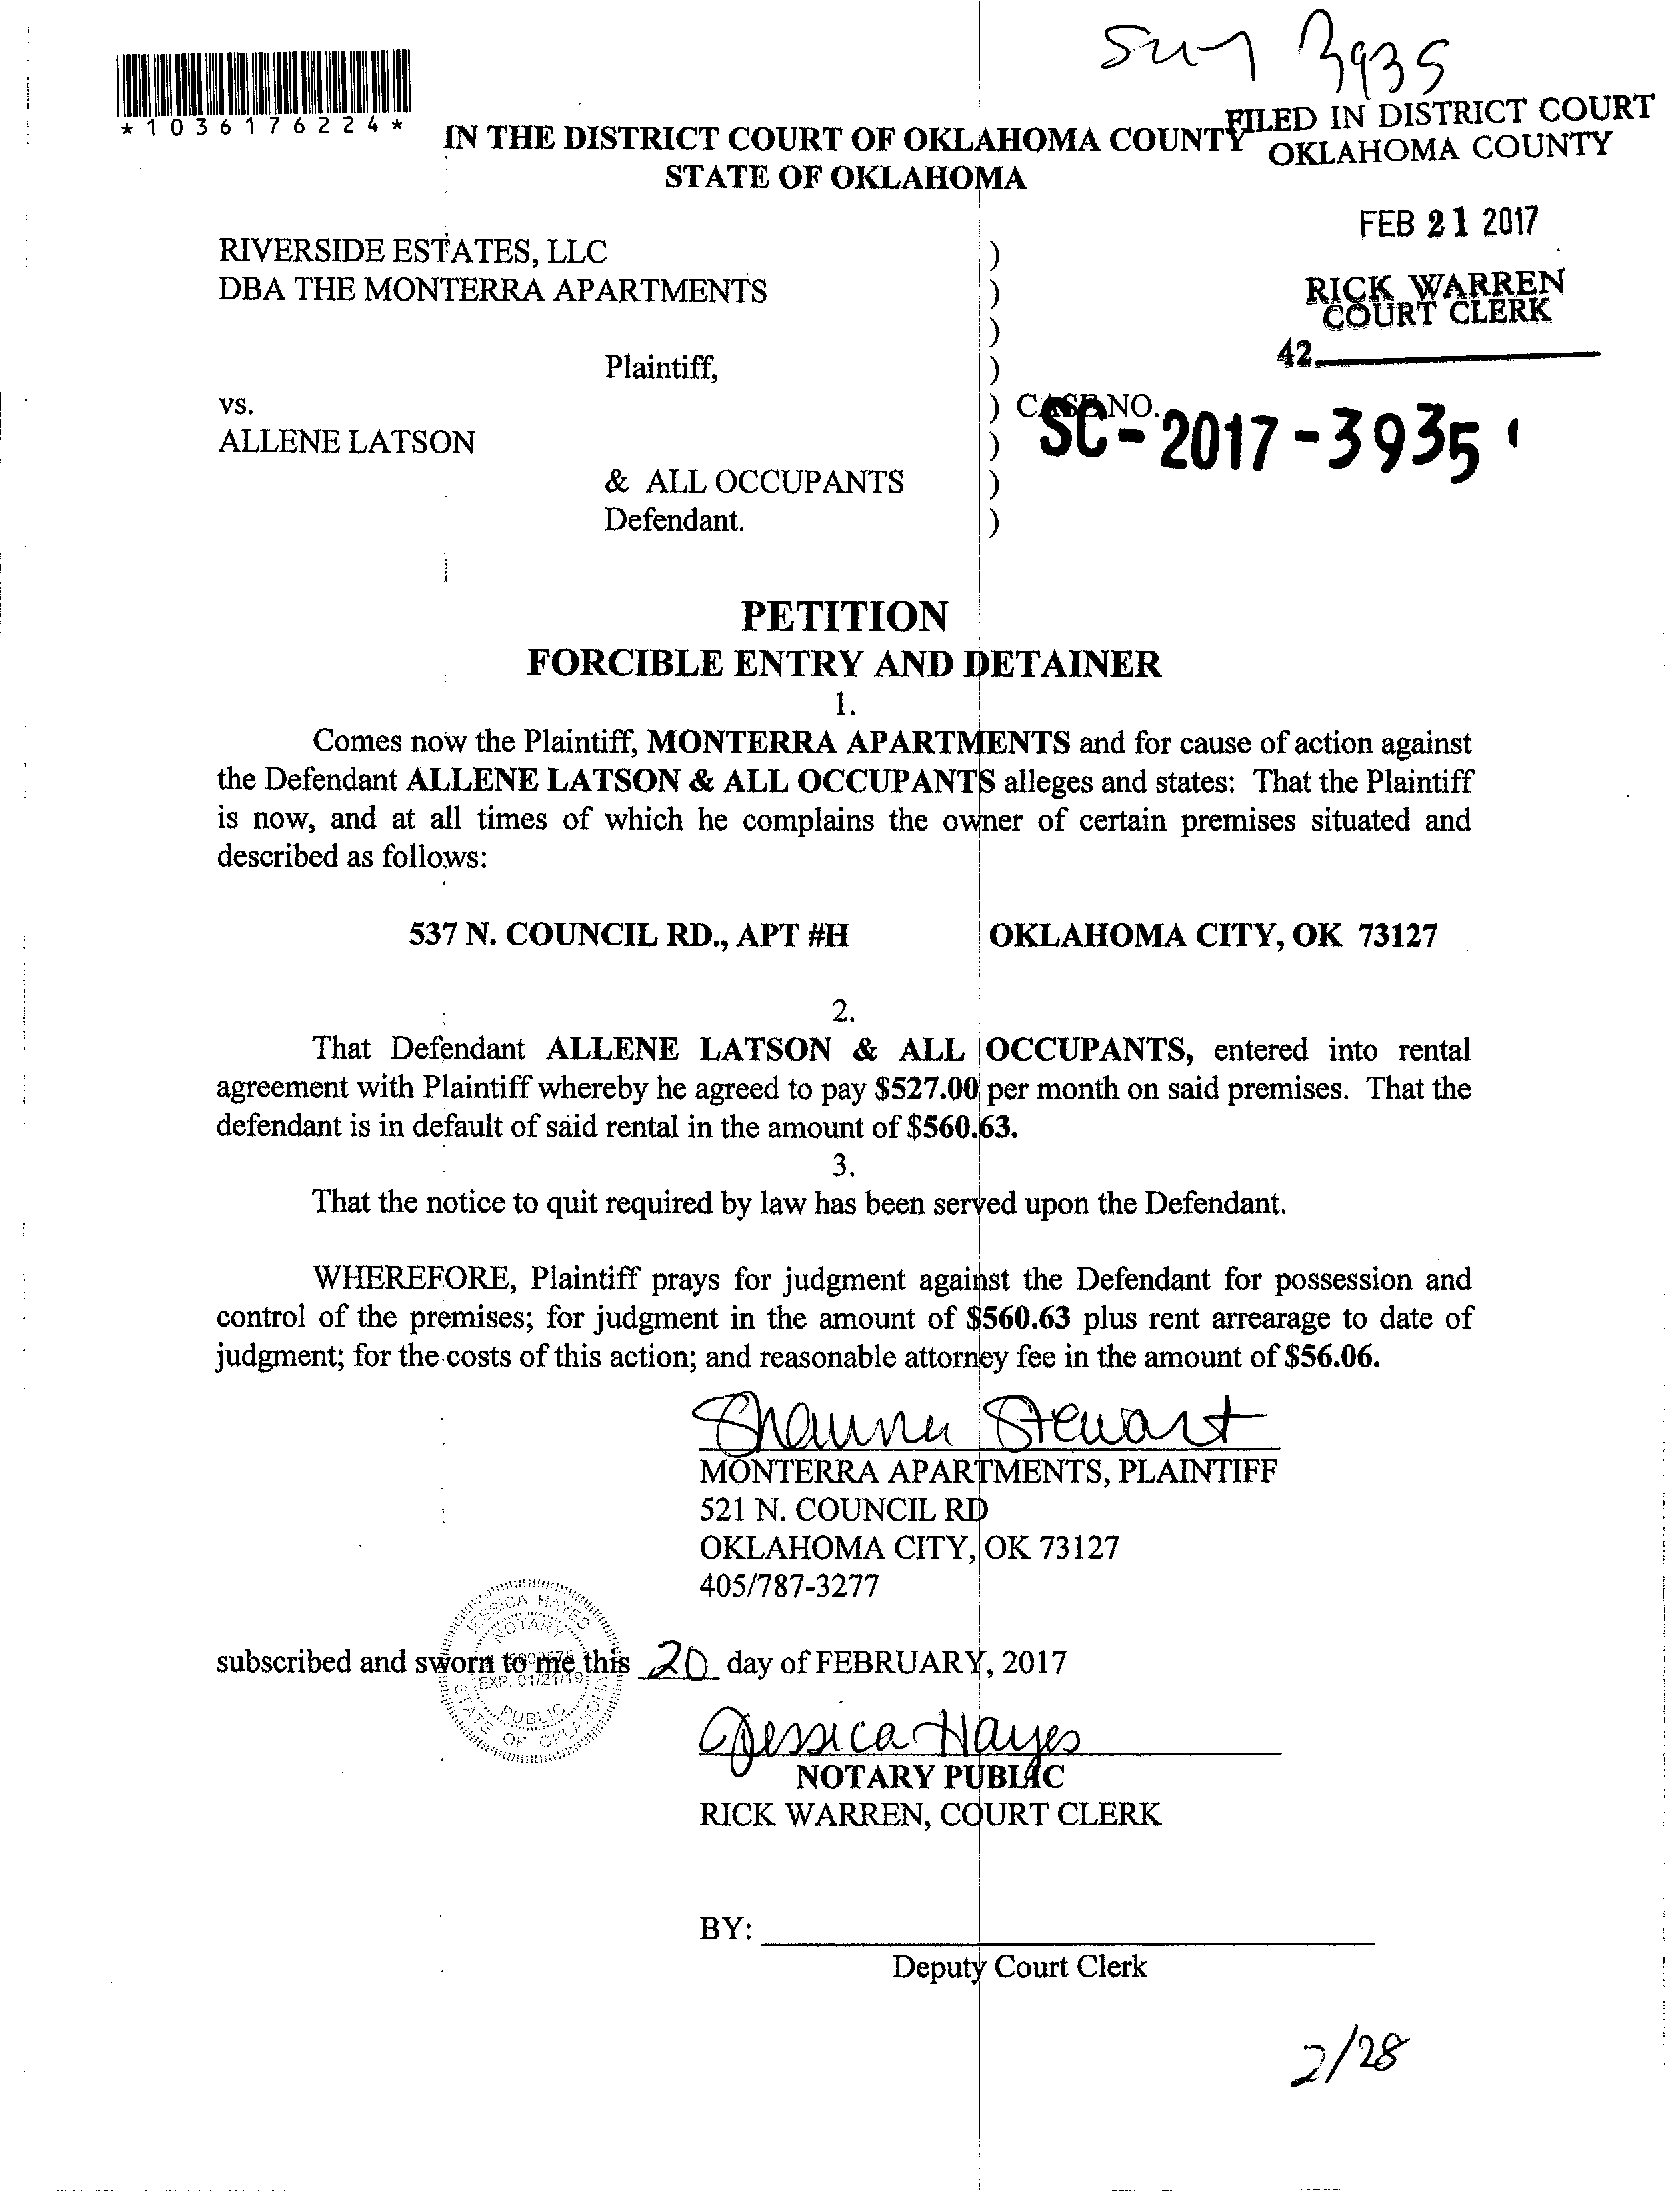 3935
*1036176224*
FILED IN DISTRICT COURT
OKLAHOMA COUNTY
IN THE DISTRICT COURT OF OKLAHOMA COUNTY
STATE OF OKLAHOMA
FEB 21 2017
RICK WARREN
COURT CLERK
42
RIVERSIDE ESTATES, LLC )
DBA THE MONTERRA APARTMENTS )
)
Plaintiff, )
vs. ) CASE NO. SC-2017-3935
ALLENE LATSON )
& ALL OCCUPANTS )
Defendant. )
PETITION
FORCIBLE ENTRY AND DETAINER
1.
Comes now the Plaintiff, MONTERRA APARTMENTS and for cause of action against
the Defendant ALLENE LATSON & ALL OCCUPANTS alleges and states: That the Plaintiff
is now, and at all times of which he complains the owner of certain premises situated and
described as follows:
537 N. COUNCIL RD., APT #H OKLAHOMA CITY, OK 73127
2.
That Defendant ALLENE LATSON & ALL OCCUPANTS, entered into rental
agreement with Plaintiff whereby he agreed to pay $527.00 per month on said premises. That the
defendant is in default of said rental in the amount of $560.63.
3.
That the notice to quit required by law has been served upon the Defendant.
WHEREFORE, Plaintiff prays for judgment against the Defendant for possession and
control of the premises; for judgment in the amount of $560.63 plus rent arrearage to date of
judgment; for the costs of this action; and reasonable attorney fee in the amount of $56.06.
Shauna Stewart
MONTERRA APARTMENTS, PLAINTIFF
521 N. COUNCIL RD
OKLAHOMA CITY, OK 73127
405/787-3277
JESSICA HAYES
NOTARY
EXP. 01/21/19
PUBLIC
STATE OF OKLAHOMA
subscribed and sworn to me this 20 day of FEBRUARY, 2017
Jessica Hayes
NOTARY PUBLIC
RICK WARREN, COURT CLERK
BY:
Deputy Court Clerk
2/28